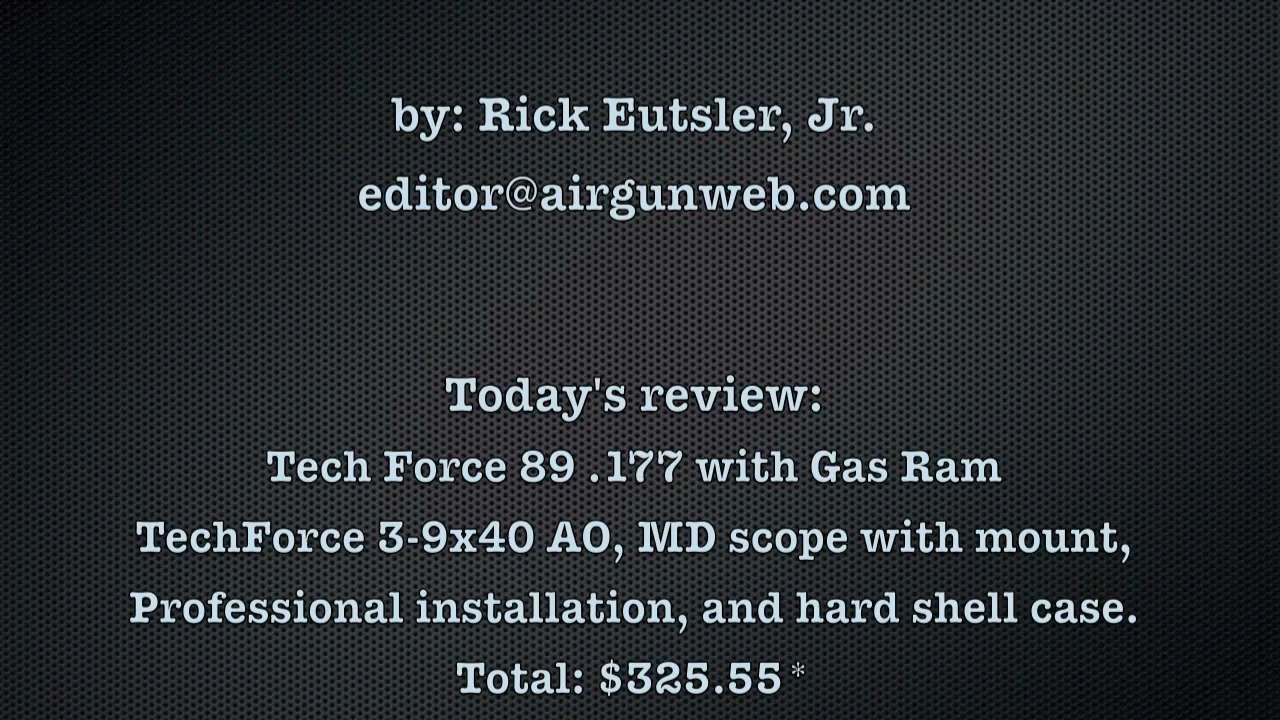 by: Rick Eutsler, Jr.
editor@airgunweb.com
Today's review:
Tech Force 89 .177 with Gas Ram
TechForce 3-9x40 AO, MD scope with mount,
Professional installation, and hard shell case.
Total: $325.55 *